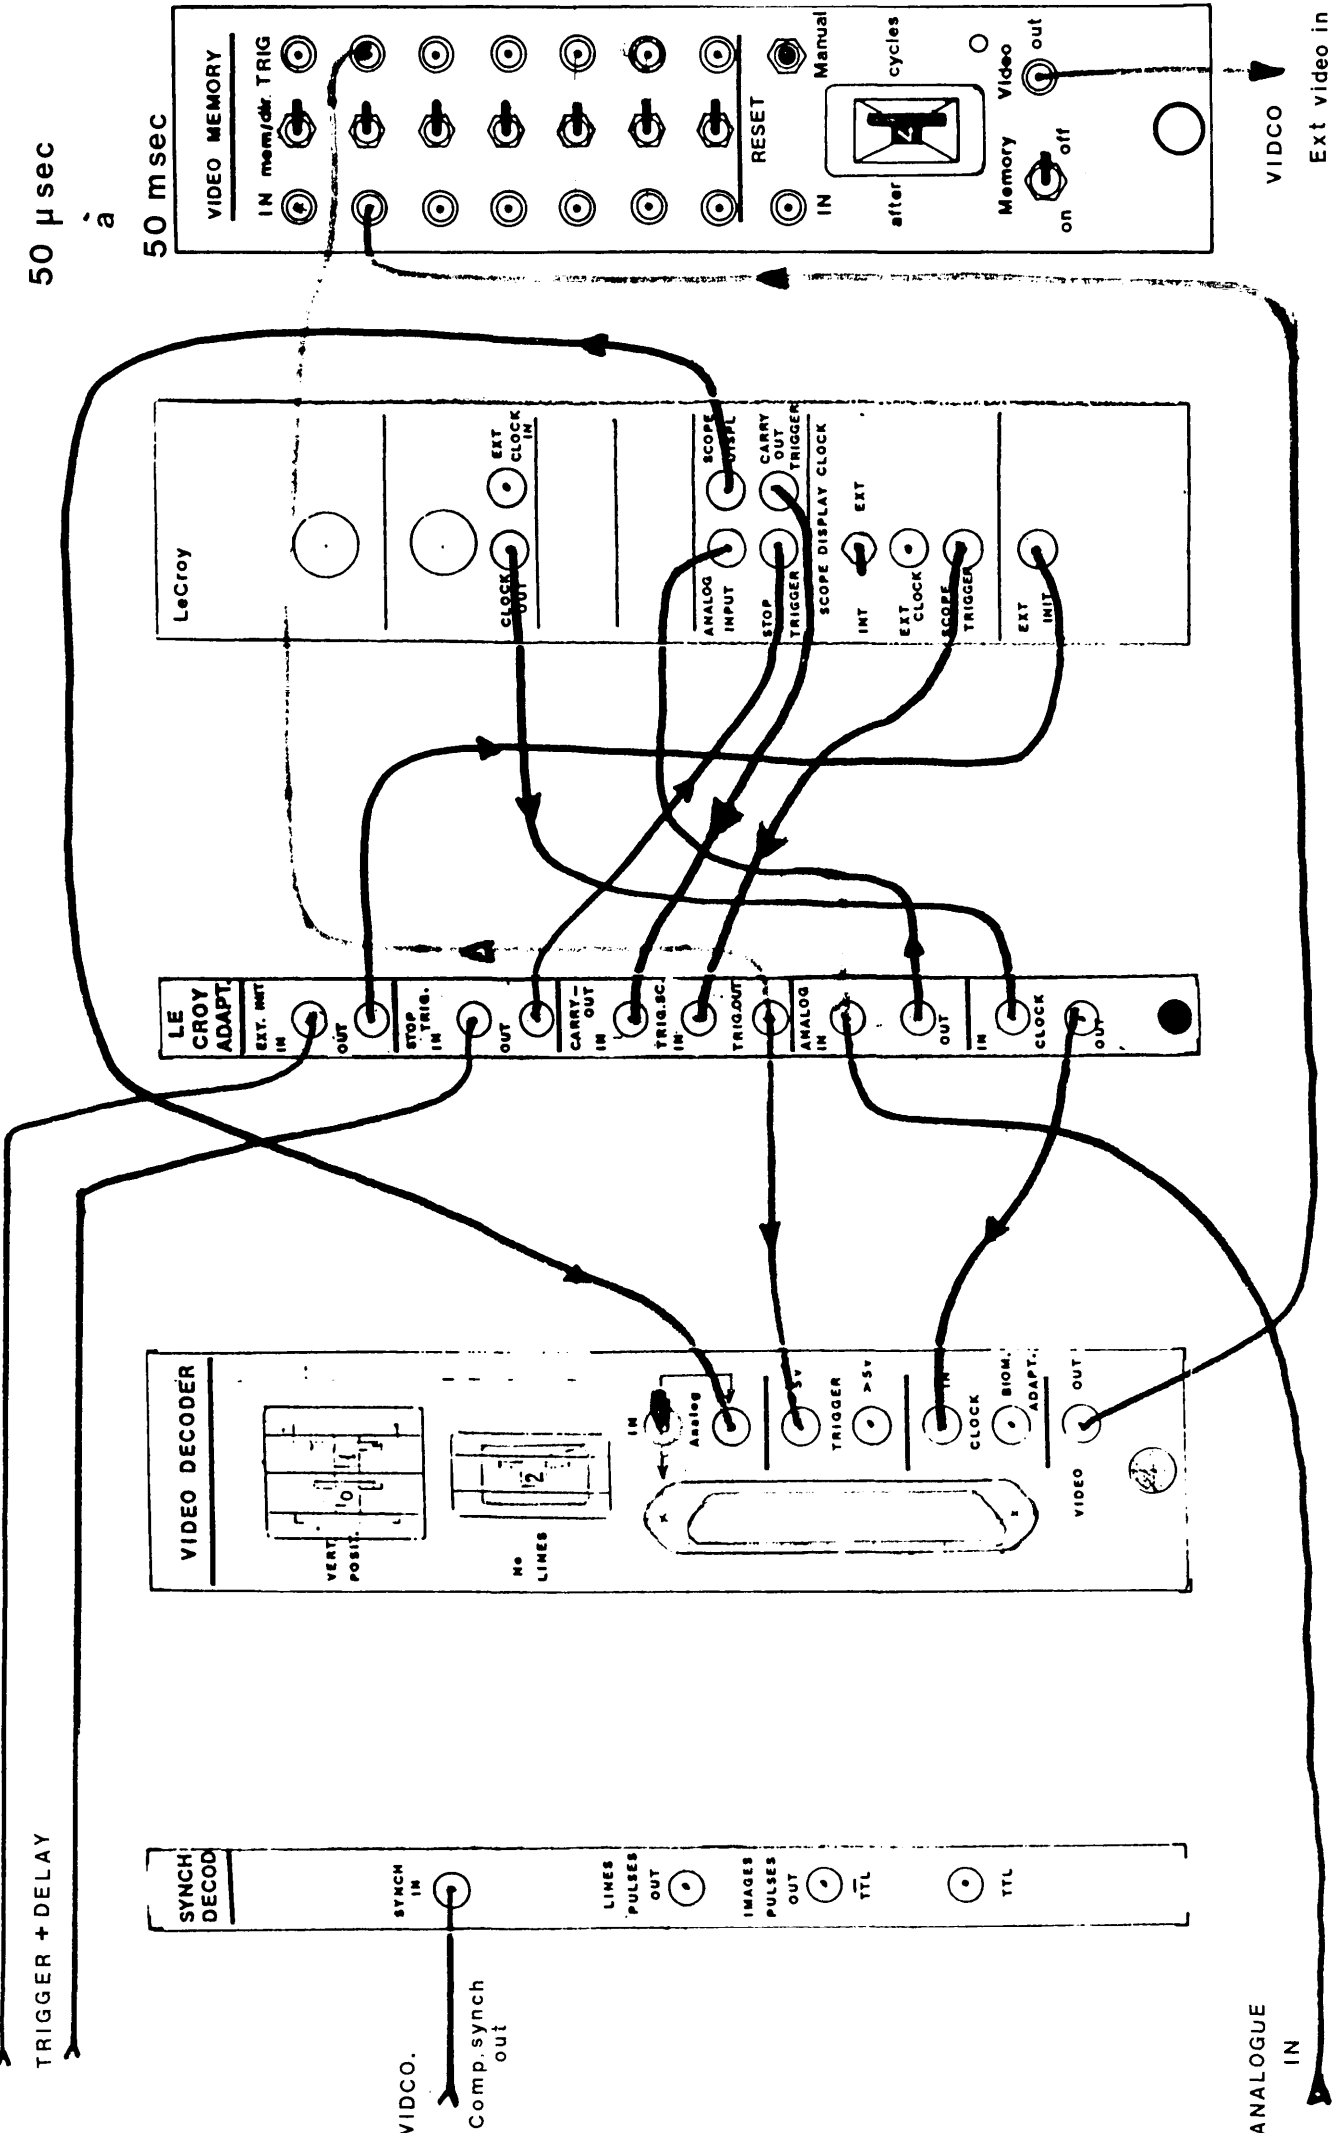 50 µsec
à
50 msec
VIDEO MEMORY
IN mem/dir. TRIG
RESET
IN
Manual
after
cycles
Memory
on
off
Video
out
VIDCO
Ext video in
LeCroy
CLOCK
OUT
EXT
CLOCK
IN
ANALOG
INPUT
SCOPE
DISPL
STOP
TRIGGER
CARRY
OUT
TRIGGER
SCOPE DISPLAY CLOCK
INT
EXT
EXT
CLOCK
SCOPE
TRIGGER
EXT
INIT
LE
CROY
ADAPT.
EXT. INIT
IN
OUT
STOP
TRIG.
IN
OUT
CARRY–
OUT
IN
TRIG.SC.
IN
TRIG.OUT
ANALOG
IN
OUT
IN
CLOCK
OUT
VIDEO DECODER
VERT.
POSIT.
0
No
LINES
12
IN
Analog
5v
TRIGGER
>5v
IN
CLOCK
BIOM.
ADAPT.
OUT
VIDEO
SYNCH
DECOD
SYNCH
IN
LINES
PULSES
OUT
IMAGES
PULSES
OUT
TTL
TTL
TRIGGER + DELAY
VIDCO.
Comp. synch
out
ANALOGUE
IN